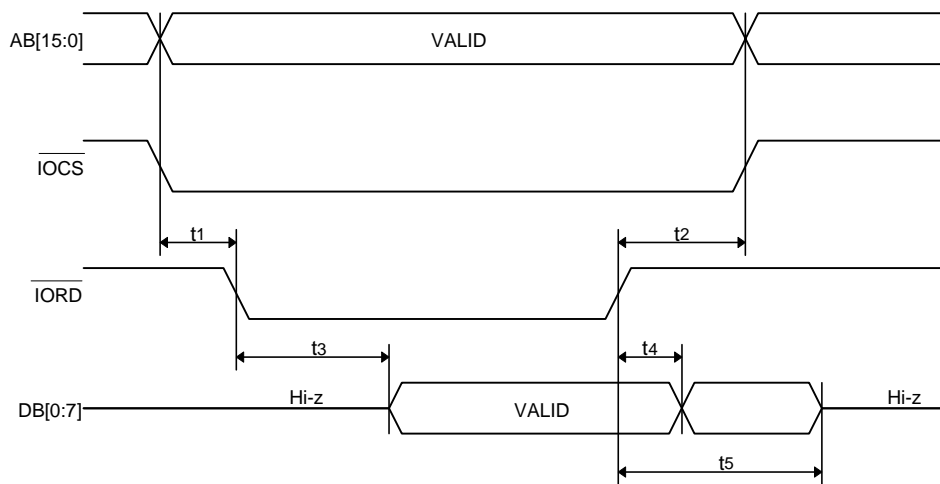 AB[15:0] VALID
IOCS
t1 t2
IORD
t3 t4
DB[0:7] Hi-z VALID Hi-z
t5